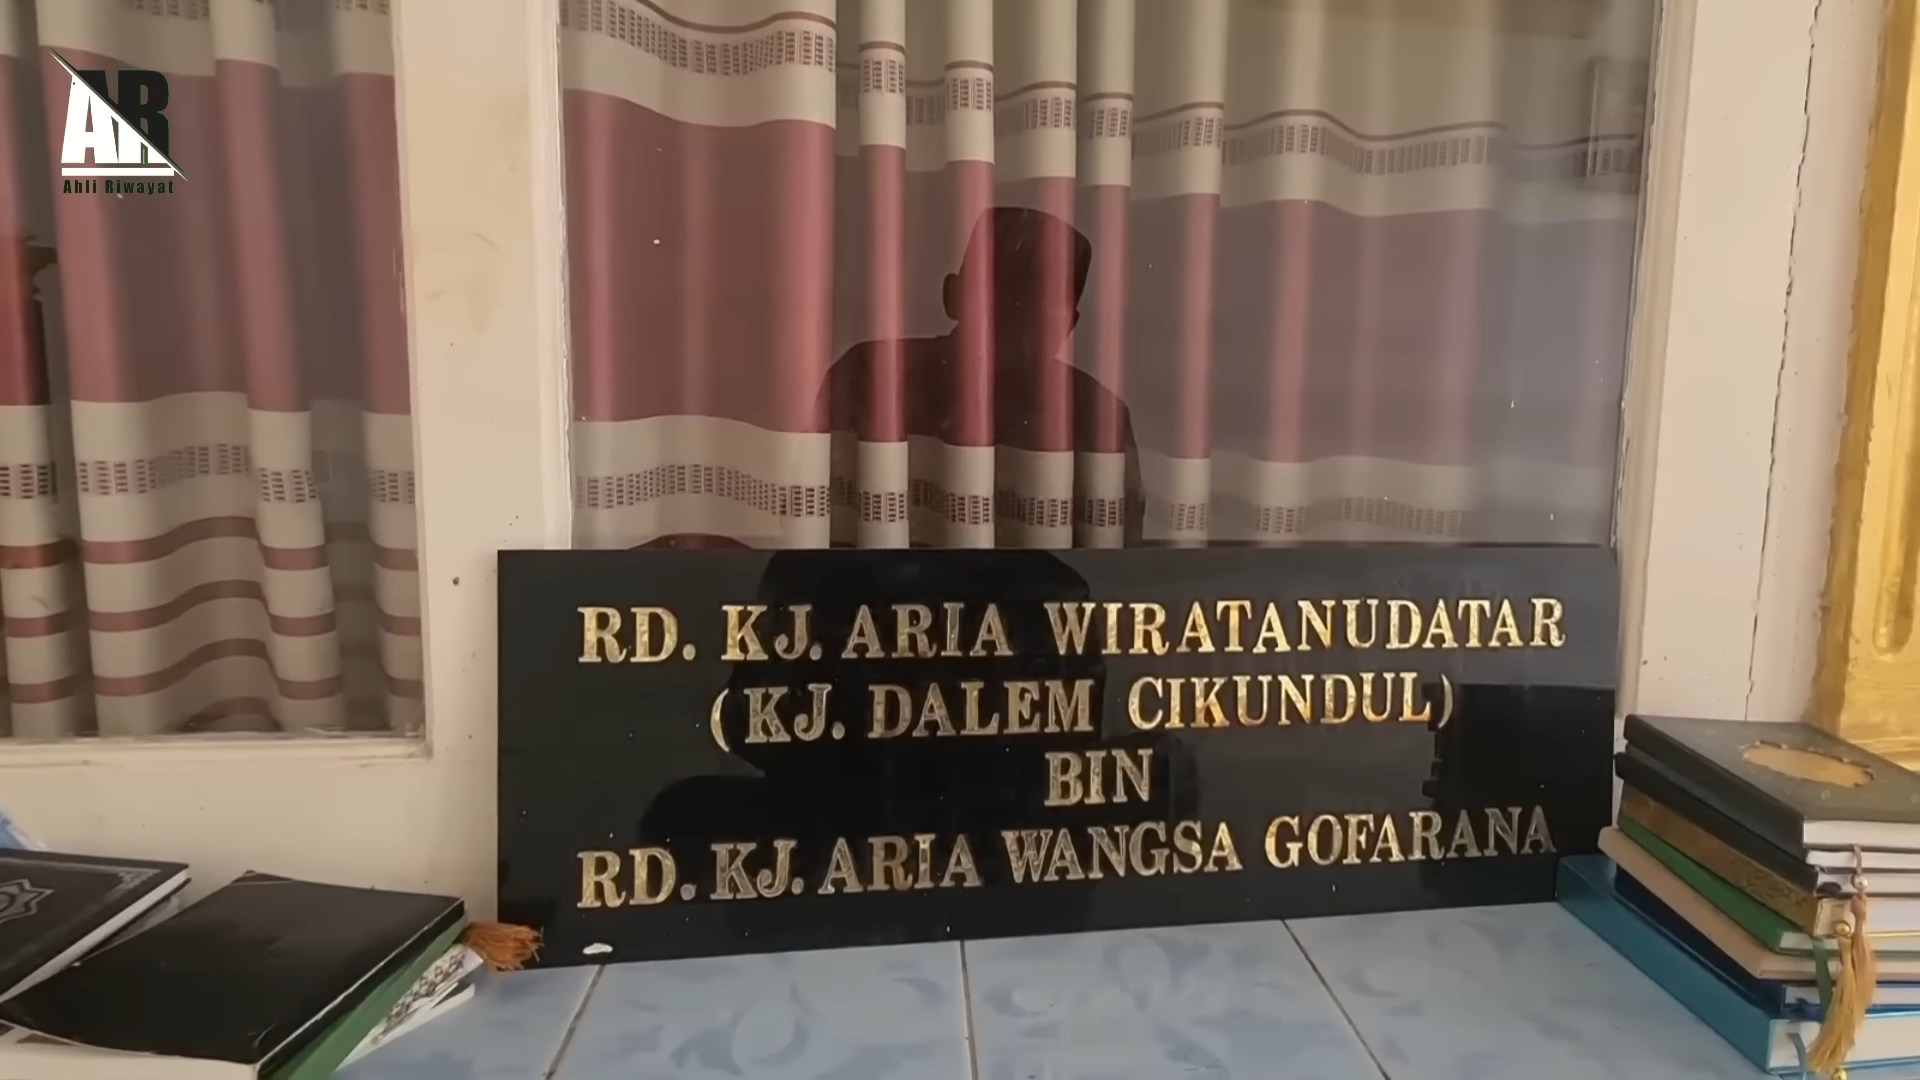 AR
Ahli Riwayat
RD. KJ. ARIA WIRATANUDATAR
(KJ. DALEM CIKUNDUL)
BIN
RD. KJ. ARIA WANGSA GOFARANA